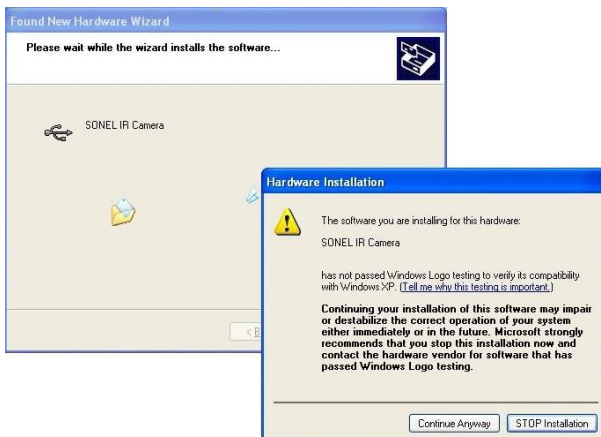 Found New Hardware Wizard
Please wait while the wizard installs the software...
SONEL IR Camera
< B
Hardware Installation
The software you are installing for this hardware:
SONEL IR Camera
has not passed Windows Logo testing to verify its compatibility
with Windows XP. (Tell me why this testing is important.)
Continuing your installation of this software may impair
or destabilize the correct operation of your system
either immediately or in the future. Microsoft strongly
recommends that you stop this installation now and
contact the hardware vendor for software that has
passed Windows Logo testing.
Continue Anyway
STOP Installation